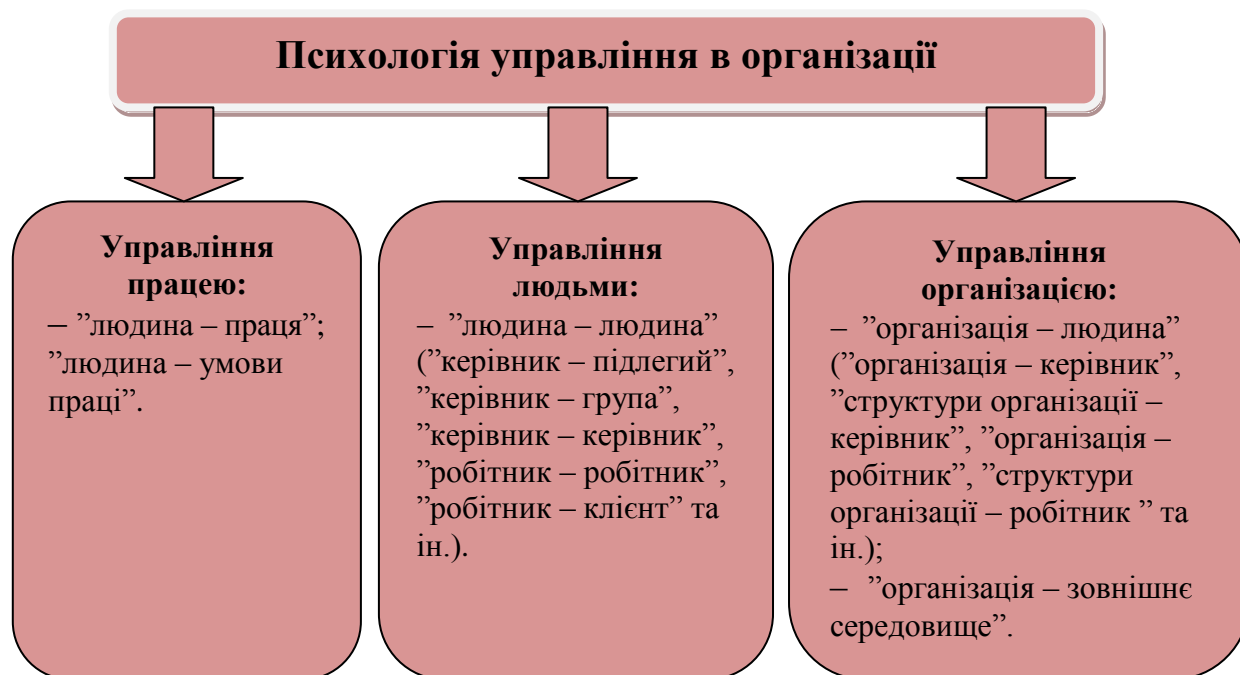 Психологія управління в організації
Управління
працею:
– ”людина – праця”;
”людина – умови
праці”.
Управління
людьми:
– ”людина – людина”
(”керівник – підлегий”,
”керівник – група”,
”керівник – керівник”,
”робітник – робітник”,
”робітник – клієнт” та
ін.).
Управління
організацією:
– ”організація – людина”
(”організація – керівник”,
”структури організації –
керівник”, ”організація –
робітник”, ”структури
організації – робітник ” та
ін.);
– ”організація – зовнішнє
середовище”.